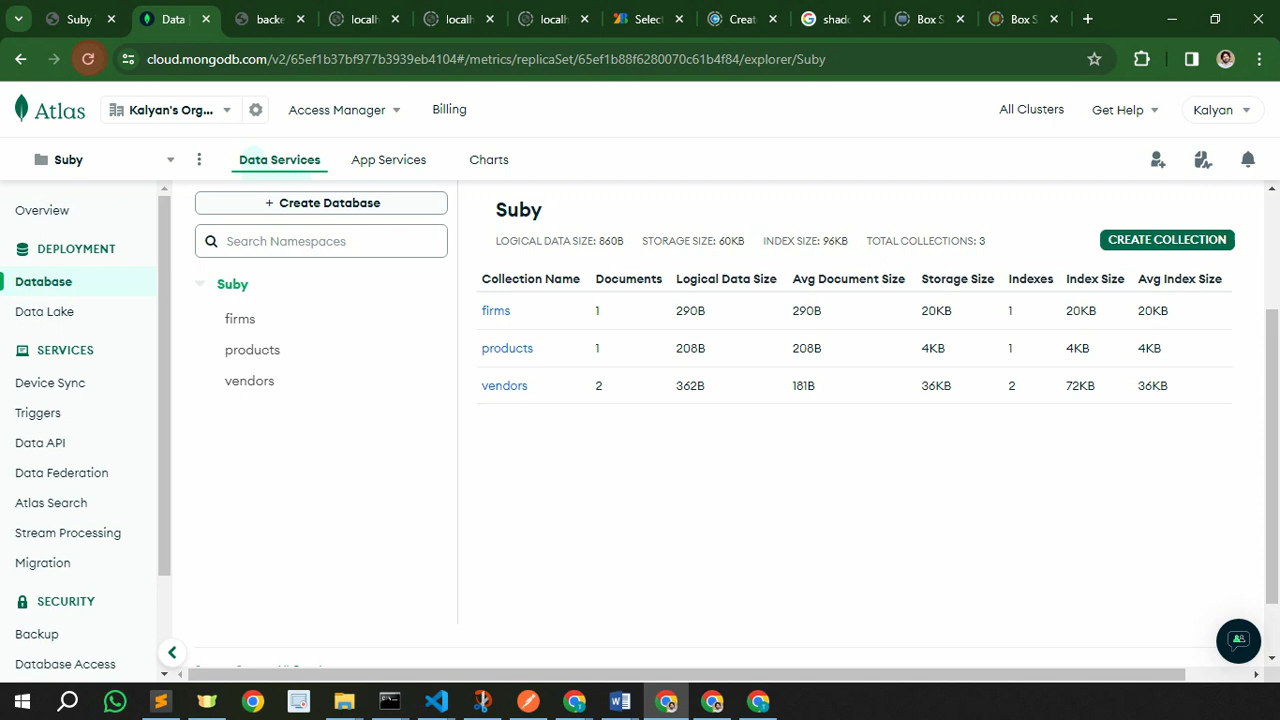 Suby
Data
backe
localh
localh
localh
Select
Create
shado
Box S
Box S
cloud.mongodb.com/v2/65ef1b37bf977b3939eb4104#/metrics/replicaSet/65ef1b88f6280070c61b4f84/explorer/Suby
Atlas
Kalyan's Org...
Access Manager
Billing
All Clusters
Get Help
Kalyan
Suby
Data Services
App Services
Charts
Overview
DEPLOYMENT
Database
Data Lake
SERVICES
Device Sync
Triggers
Data API
Data Federation
Atlas Search
Stream Processing
Migration
SECURITY
Backup
Database Access
+ Create Database
Search Namespaces
Suby
firms
products
vendors
Suby
LOGICAL DATA SIZE: 860B STORAGE SIZE: 60KB INDEX SIZE: 96KB TOTAL COLLECTIONS: 3
CREATE COLLECTION
Collection Name Documents Logical Data Size Avg Document Size Storage Size Indexes Index Size Avg Index Size
firms 1 290B 290B 20KB 1 20KB 20KB
products 1 208B 208B 4KB 1 4KB 4KB
vendors 2 362B 181B 36KB 2 72KB 36KB